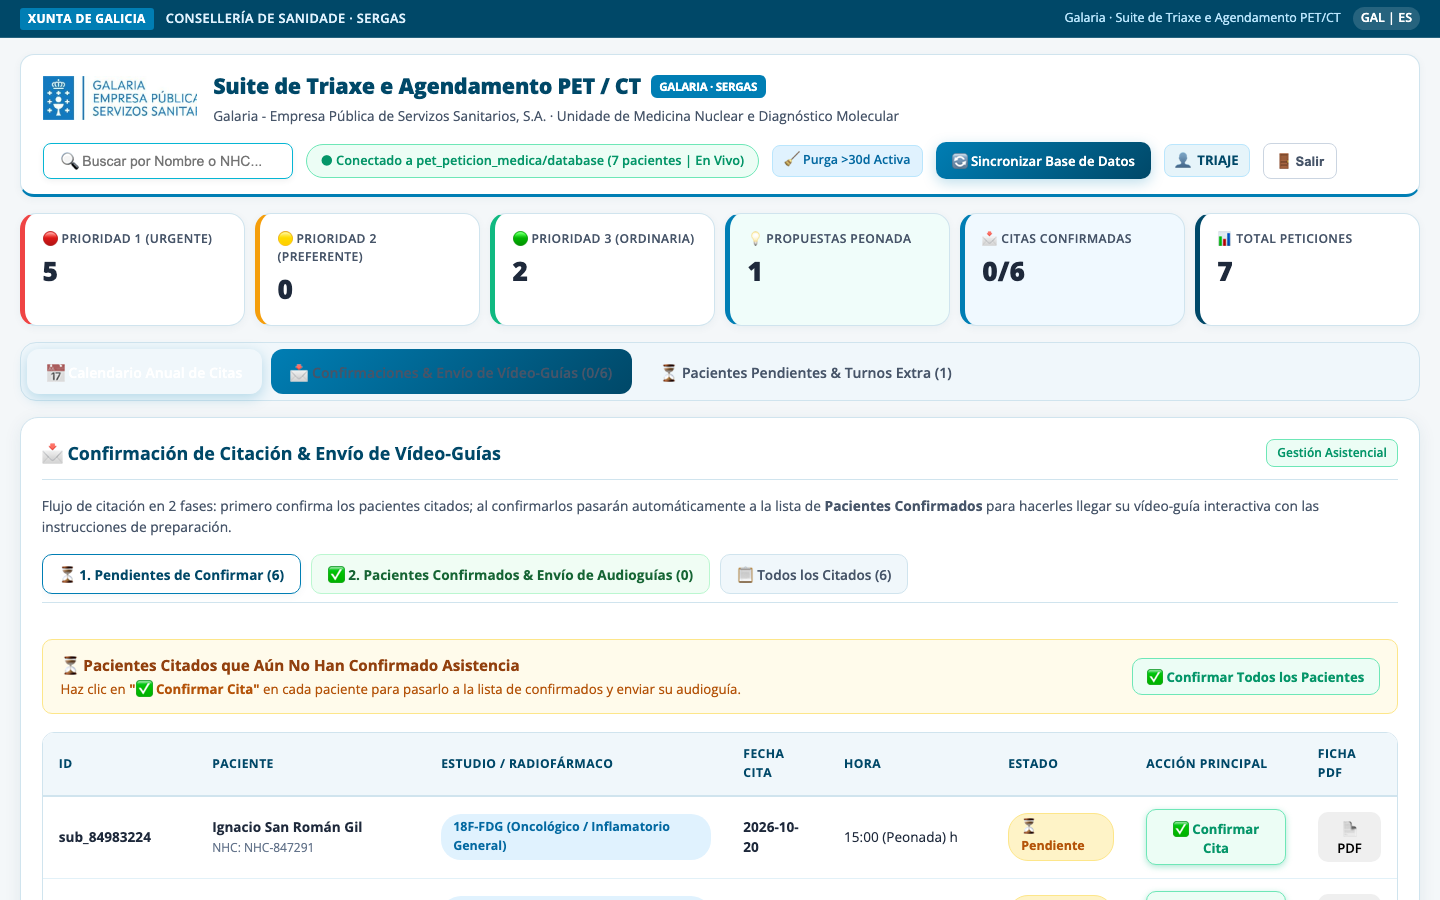 XUNTA DE GALICIA CONSELLERÍA DE SANIDADE · SERGAS
Galaria · Suite de Triaxe e Agendamento PET/CT GAL | ES
GALARIA
EMPRESA PÚBLICA
SERVIZOS SANITAI
Suite de Triaxe e Agendamento PET / CT GALARIA · SERGAS
Galaria - Empresa Pública de Servizos Sanitarios, S.A. · Unidade de Medicina Nuclear e Diagnóstico Molecular
Buscar por Nombre o NHC...
Conectado a pet_peticion_medica/database (7 pacientes | En Vivo)
Purga >30d Activa
Sincronizar Base de Datos
TRIAJE
Salir
PRIORIDAD 1 (URGENTE)
5
PRIORIDAD 2
(PREFERENTE)
0
PRIORIDAD 3 (ORDINARIA)
2
PROPUESTAS PEONADA
1
CITAS CONFIRMADAS
0/6
TOTAL PETICIONES
7
Calendario Anual de Citas
Confirmaciones & Envío de Vídeo-Guías (0/6)
Pacientes Pendientes & Turnos Extra (1)
Confirmación de Citación & Envío de Vídeo-Guías
Gestión Asistencial
Flujo de citación en 2 fases: primero confirma los pacientes citados; al confirmarlos pasarán automáticamente a la lista de Pacientes Confirmados para hacerles llegar su vídeo-guía interactiva con las
instrucciones de preparación.
1. Pendientes de Confirmar (6)
2. Pacientes Confirmados & Envío de Audioguías (0)
Todos los Citados (6)
Pacientes Citados que Aún No Han Confirmado Asistencia
Haz clic en "✅ Confirmar Cita" en cada paciente para pasarlo a la lista de confirmados y enviar su audioguía.
Confirmar Todos los Pacientes
ID
PACIENTE
ESTUDIO / RADIOFÁRMACO
FECHA
CITA
HORA
ESTADO
ACCIÓN PRINCIPAL
FICHA
PDF
sub_84983224
Ignacio San Román Gil
NHC: NHC-847291
18F-FDG (Oncológico / Inflamatorio
General)
2026-10-
20
15:00 (Peonada) h
Pendiente
Confirmar
Cita
PDF